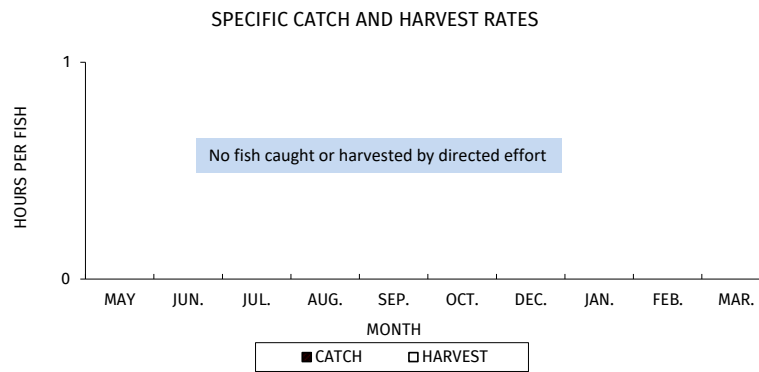 SPECIFIC CATCH AND HARVEST RATES
1
HOURS PER FISH
No fish caught or harvested by directed effort
0
MAY JUN. JUL. AUG. SEP. OCT. DEC. JAN. FEB. MAR.
MONTH
CATCH HARVEST